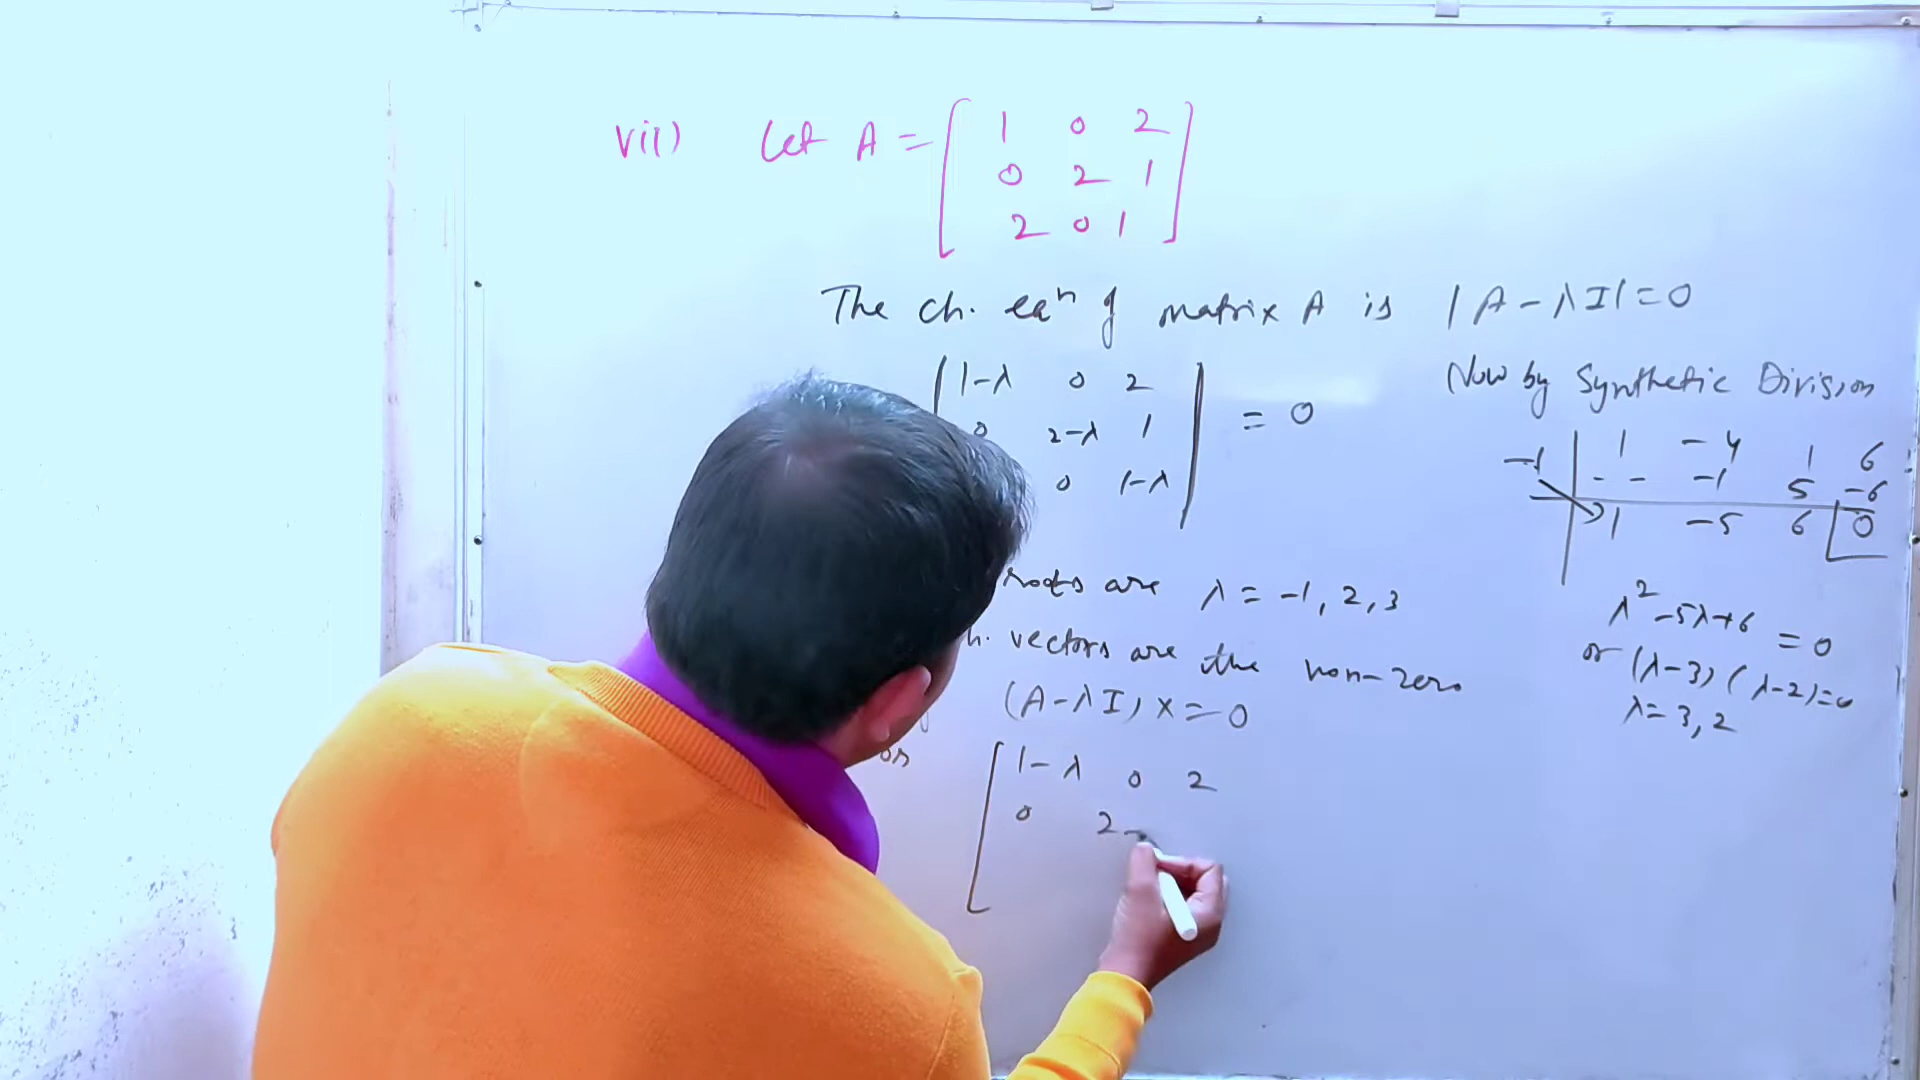 vii) Let A = [ 1 0 2
0 2 1
2 0 1 ]
The ch. eqⁿ of matrix A is |A-λI|=0
1-λ 0 2
0 2-λ 1 = 0
0 1-λ
roots are λ = -1, 2, 3
h. vectors are the non-zero
(A-λI) x = 0
[ 1-λ 0 2
0 2-
Now by Synthetic Division
-1 | 1 -4 1 6
-- -1 5 -6
1 -5 6 0
λ²-5λ+6 = 0
or (λ-3)(λ-2)=0
λ= 3, 2